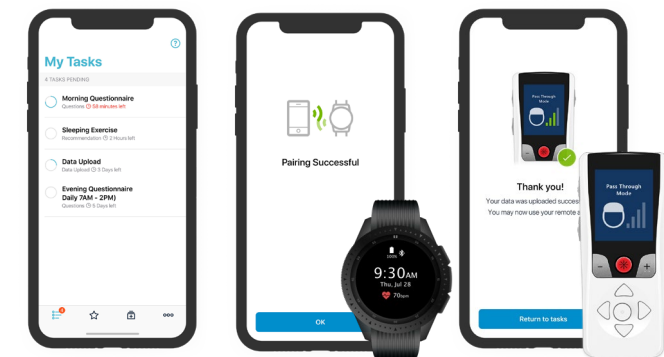 My Tasks
4 TASKS PENDING
Morning Questionnaire
Questions 58 minutes left
Sleeping Exercise
Recommendation 2 Hours left
Data Upload
Data Upload 3 Days left
Evening Questionnaire
Daily 7AM - 2PM)
Questions 5 Days left
4
Pairing Successful
OK
100%
9:30AM
Thu, Jul 28
70bpm
Pass Through
Mode
Thank you!
Your data was uploaded succes
You may now use your remote a
Return to tasks
Pass Through
Mode